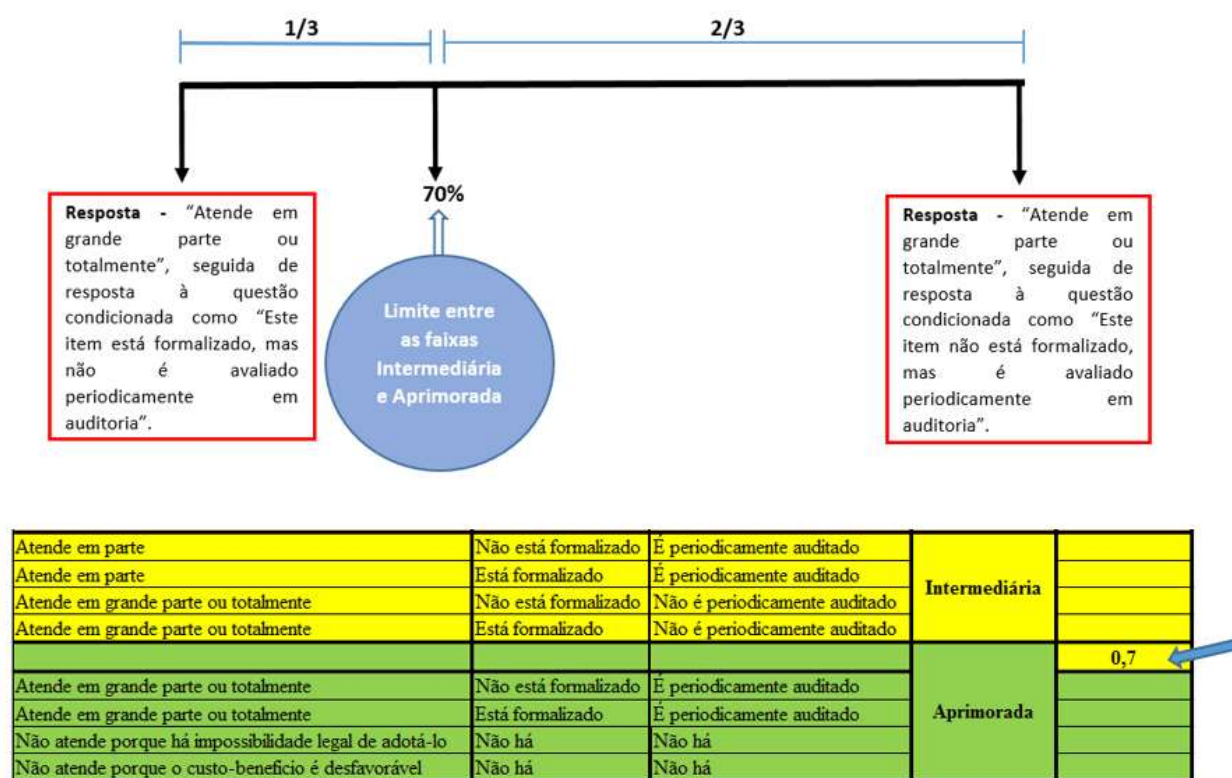 1/3
2/3
70%
Resposta - “Atende em
grande parte ou
totalmente”, seguida de
resposta à questão
condicionada como “Este
item está formalizado, mas
não é avaliado
periodicamente em
auditoria”.
Limite entre
as faixas
Intermediária
e Aprimorada
Resposta - “Atende em
grande parte ou
totalmente”, seguida de
resposta à questão
condicionada como “Este
item não está formalizado,
mas é avaliado
periodicamente em
auditoria”.
Atende em parte Não está formalizado É periodicamente auditado
Atende em parte Está formalizado É periodicamente auditado
Intermediária
Atende em grande parte ou totalmente Não está formalizado Não é periodicamente auditado
Atende em grande parte ou totalmente Está formalizado Não é periodicamente auditado
0,7
Atende em grande parte ou totalmente Não está formalizado É periodicamente auditado
Atende em grande parte ou totalmente Está formalizado É periodicamente auditado
Aprimorada
Não atende porque há impossibilidade legal de adotá-lo Não há Não há
Não atende porque o custo-benefício é desfavorável Não há Não há